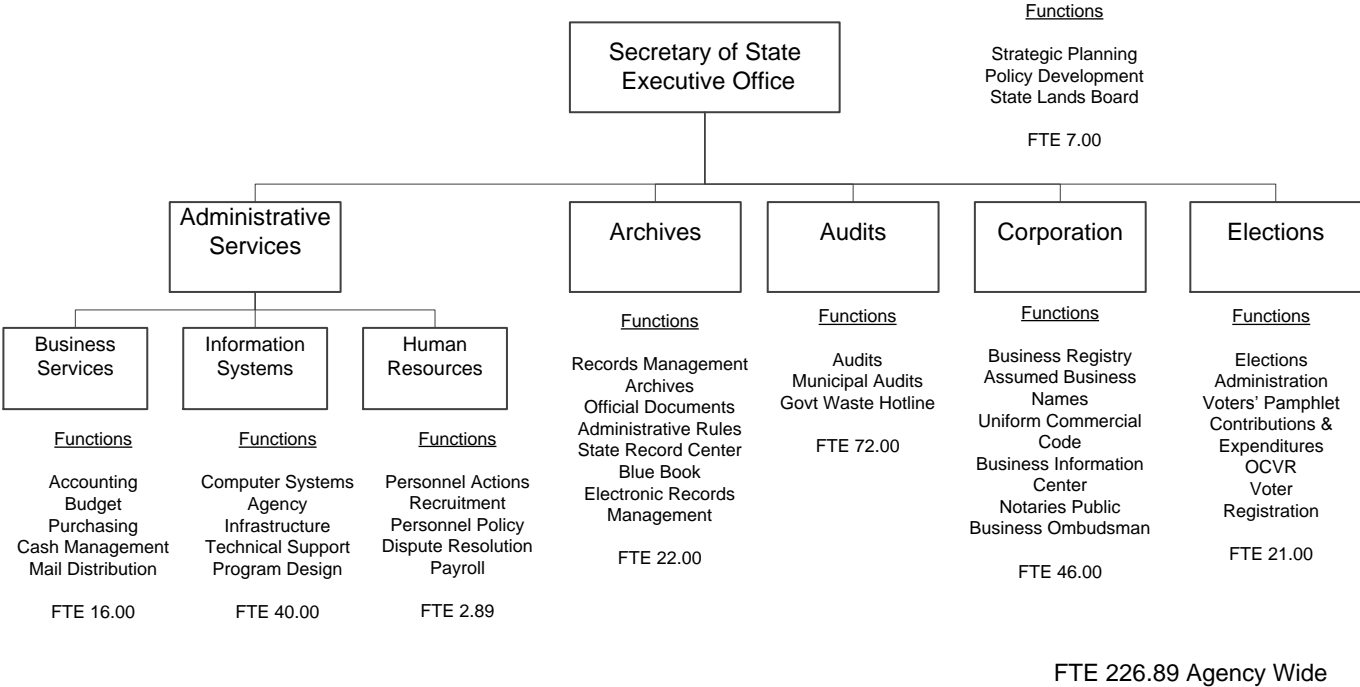 Secretary of State
Executive Office
Functions
Strategic Planning
Policy Development
State Lands Board
FTE 7.00
Administrative
Services
Archives
Audits
Corporation
Elections
Business
Services
Information
Systems
Human
Resources
Functions
Accounting
Budget
Purchasing
Cash Management
Mail Distribution
FTE 16.00
Functions
Computer Systems
Agency
Infrastructure
Technical Support
Program Design
FTE 40.00
Functions
Personnel Actions
Recruitment
Personnel Policy
Dispute Resolution
Payroll
FTE 2.89
Functions
Records Management
Archives
Official Documents
Administrative Rules
State Record Center
Blue Book
Electronic Records
Management
FTE 22.00
Functions
Audits
Municipal Audits
Govt Waste Hotline
FTE 72.00
Functions
Business Registry
Assumed Business
Names
Uniform Commercial
Code
Business Information
Center
Notaries Public
Business Ombudsman
FTE 46.00
Functions
Elections
Administration
Voters' Pamphlet
Contributions &
Expenditures
OCVR
Voter
Registration
FTE 21.00
FTE 226.89 Agency Wide